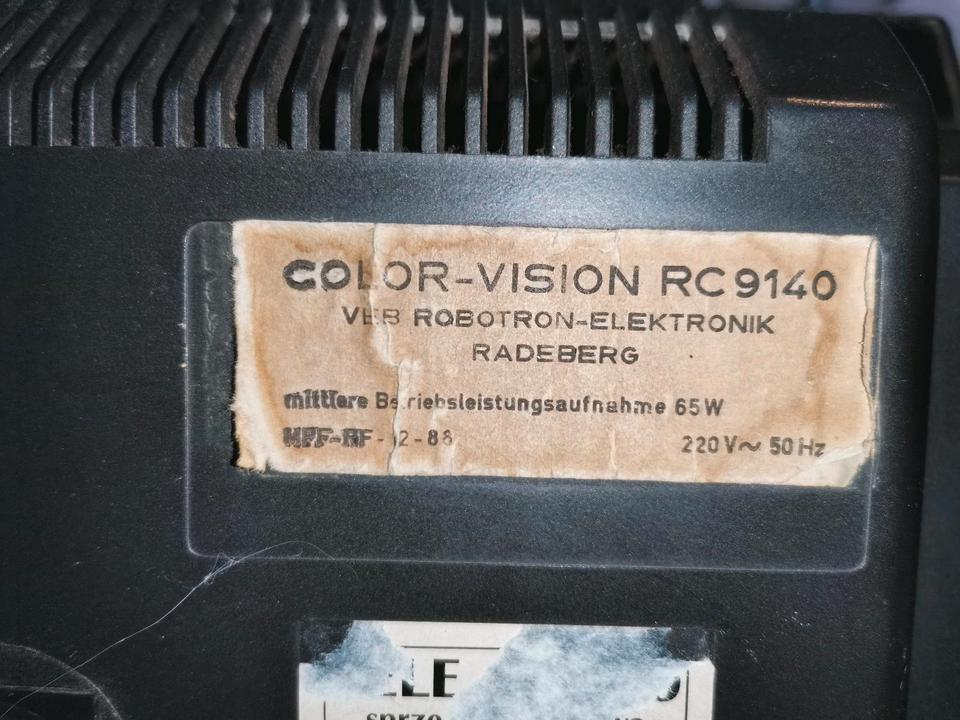 COLOR-VISION RC9140
VEB ROBOTRON-ELEKTRONIK
RADEBERG
mittlere Betriebsleistungsaufnahme 65W
220V~ 50Hz